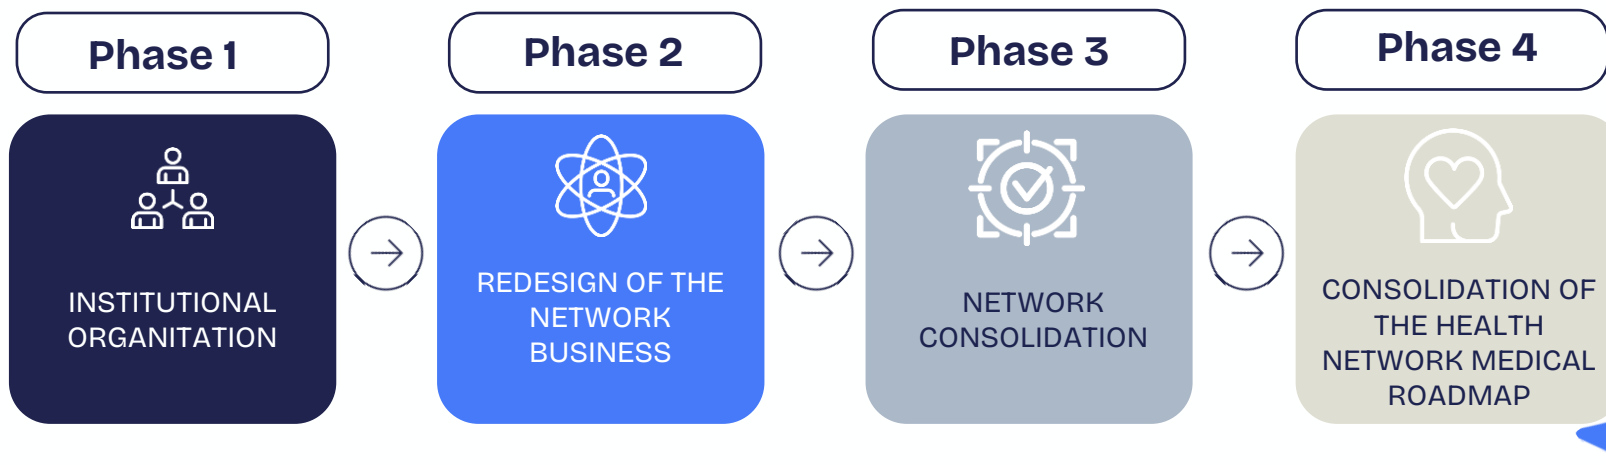 Phase 1
INSTITUTIONAL
ORGANITATION
Phase 2
REDESIGN OF THE
NETWORK
BUSINESS
Phase 3
NETWORK
CONSOLIDATION
Phase 4
CONSOLIDATION OF
THE HEALTH
NETWORK MEDICAL
ROADMAP